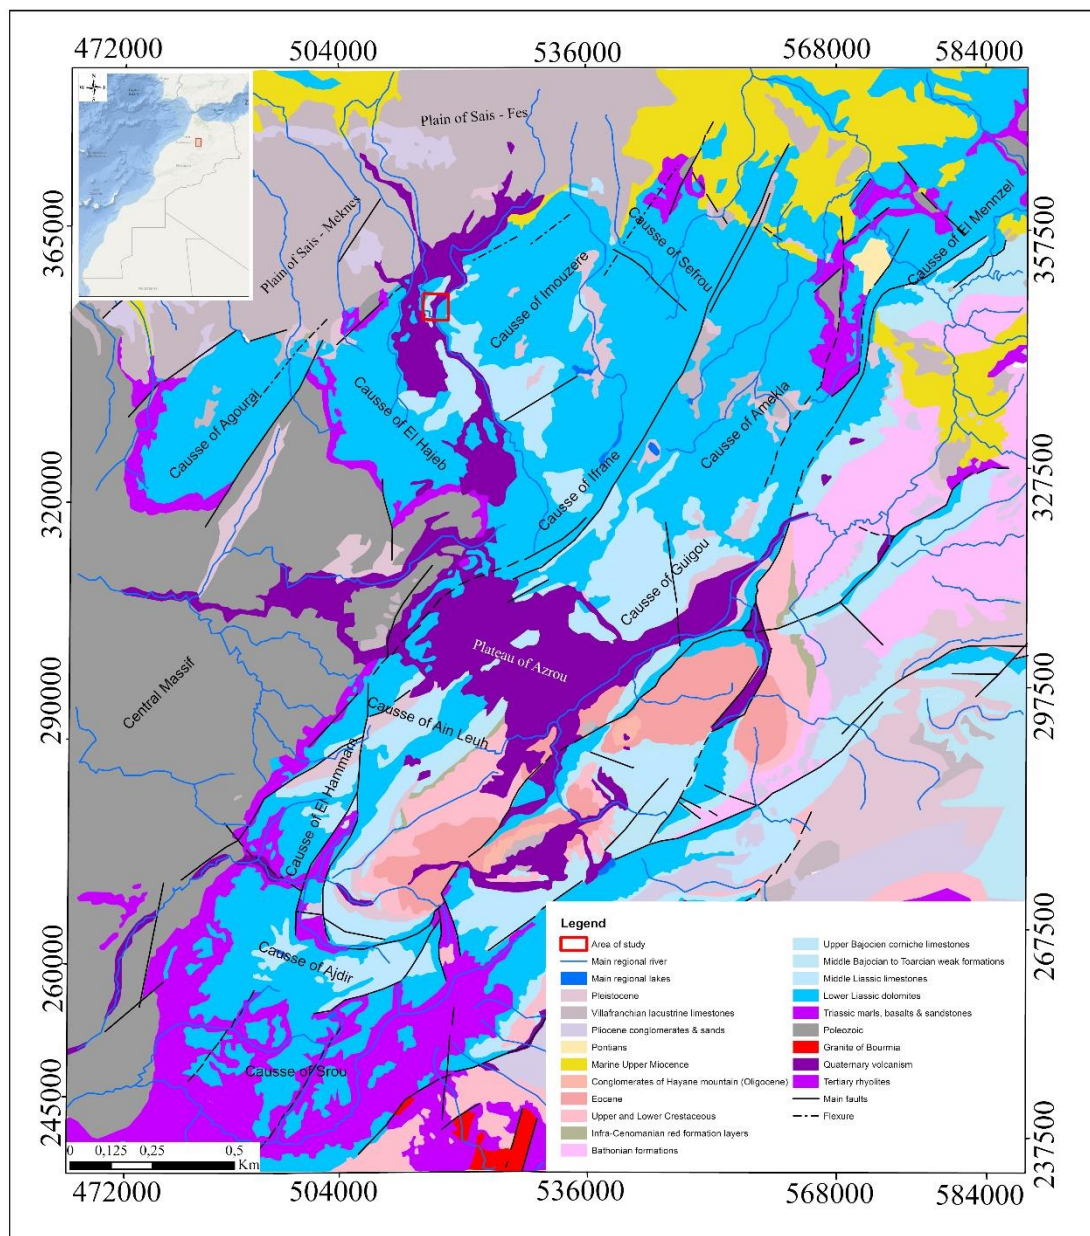 472000 504000 536000 568000 584000
N
Plain of Sais - Fes
Plain of Sais - Meknes
365000
357500
Causse of El Mennzel
Causse of Sefrou
Causse of Imouzere
Causse of Agourai
Causse of El Hajeb
Causse of Amekla
Causse of Ifrane
320000
327500
Causse of Guigou
Plateau of Azrou
Central Massif
290000
297500
Causse of Ain Leuh
Causse of El Hammam
260000
267500
Causse of Ajdir
Causse of Srou
245000
237500
Legend
Area of study
Main regional river
Main regional lakes
Pleistocene
Villafranchian lacustrine limestones
Pliocene conglomerates & sands
Pontians
Marine Upper Miocence
Conglomerates of Hayane mountain (Oligocene)
Eocene
Upper and Lower Crestaceous
Infra-Cenomanian red formation layers
Bathonian formations
Upper Bajocien corniche limestones
Middle Bajocian to Toarcian weak formations
Middle Liassic limestones
Lower Liassic dolomites
Triassic marls, basalts & sandstones
Poleozoic
Granite of Bourmia
Quaternary volcanism
Tertiary rhyolites
Main faults
Flexure
0 0,125 0,25 0,5
Km
472000 504000 536000 568000 584000